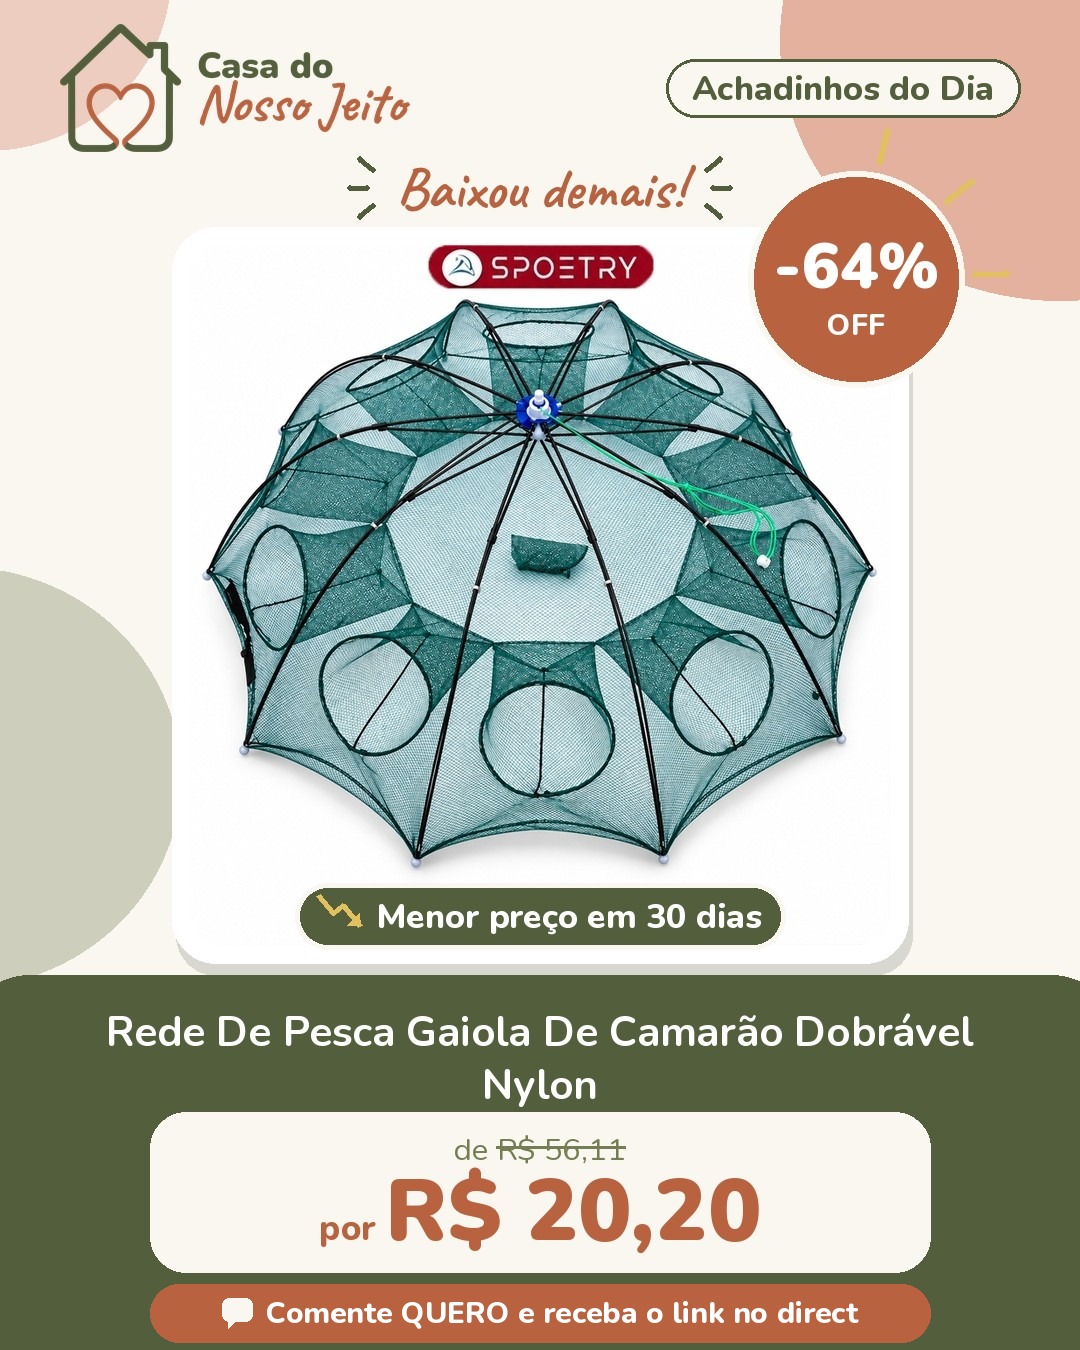 Casa do
Nosso Jeito
Achadinhos do Dia
Baixou demais!
-64%
OFF
SPOETRY
Menor preço em 30 dias
Rede De Pesca Gaiola De Camarão Dobrável
Nylon
de R$ 56,11
por R$ 20,20
Comente QUERO e receba o link no direct